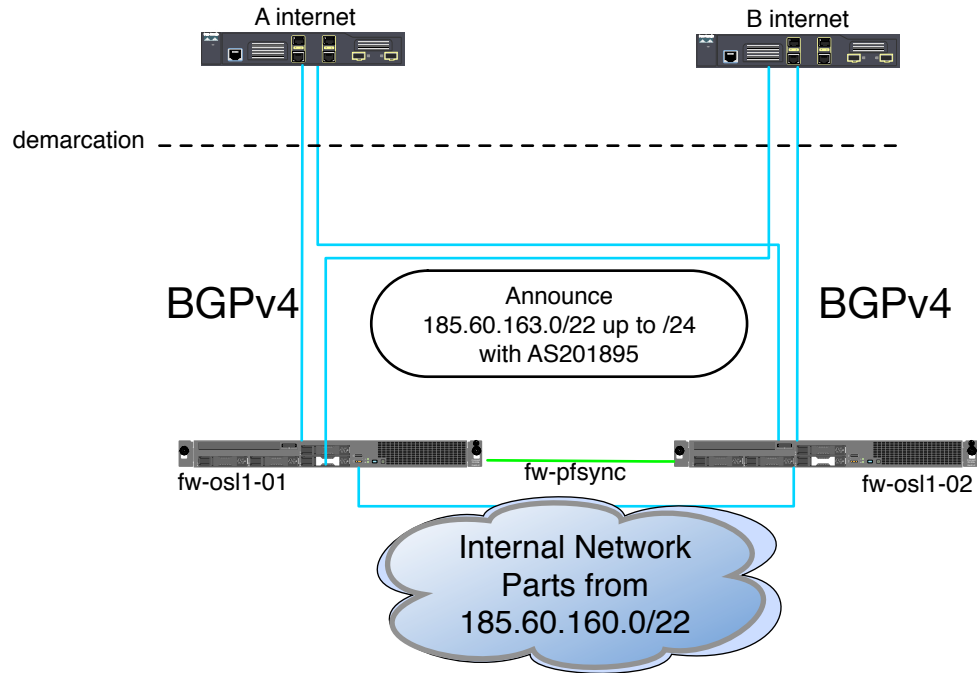 A internet
B internet
demarcation
BGPv4
Announce
185.60.163.0/22 up to /24
with AS201895
BGPv4
fw-osl1-01
fw-pfsync
fw-osl1-02
Internal Network
Parts from
185.60.160.0/22